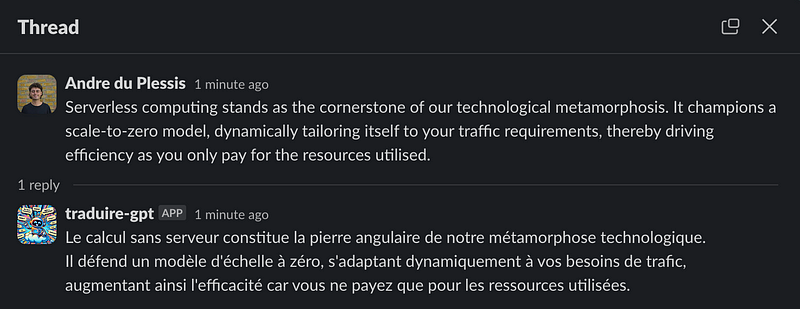 Thread
Andre du Plessis 1 minute ago
Serverless computing stands as the cornerstone of our technological metamorphosis. It champions a
scale-to-zero model, dynamically tailoring itself to your traffic requirements, thereby driving
efficiency as you only pay for the resources utilised.
1 reply
traduire-gpt APP 1 minute ago
Le calcul sans serveur constitue la pierre angulaire de notre métamorphose technologique.
Il défend un modèle d'échelle à zéro, s'adaptant dynamiquement à vos besoins de trafic,
augmentant ainsi l'efficacité car vous ne payez que pour les ressources utilisées.